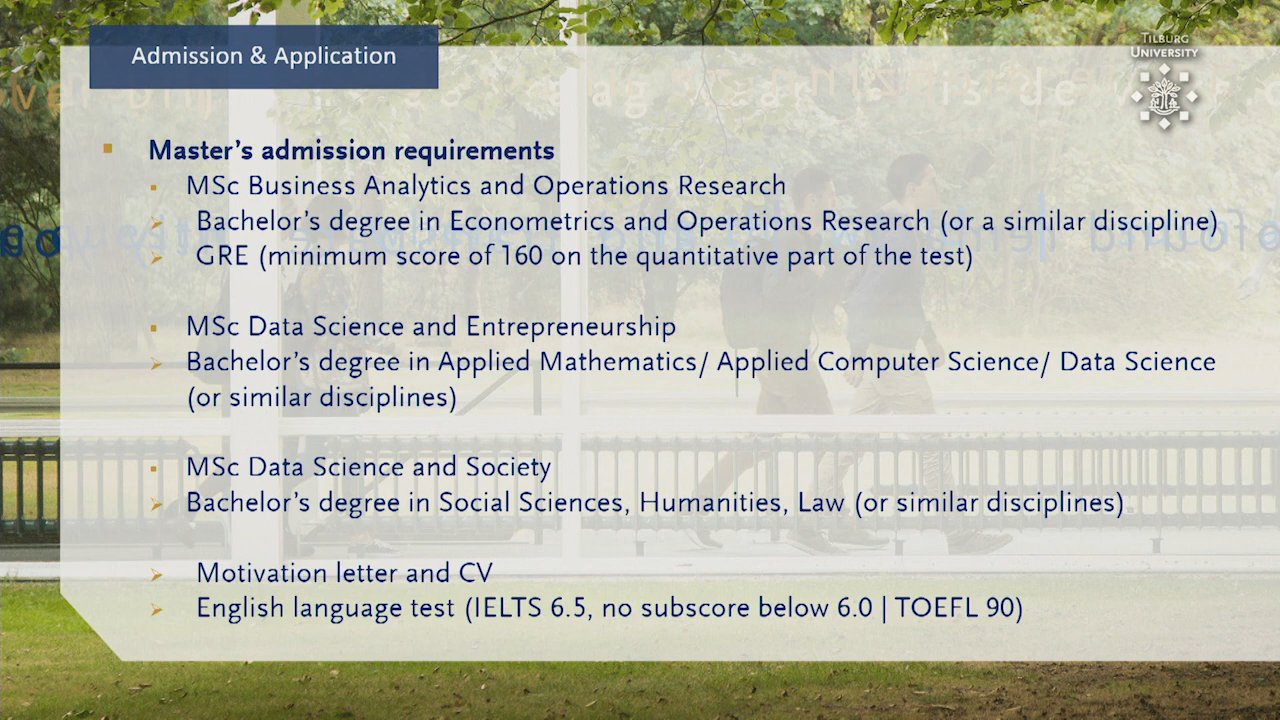 Admission & Application
TILBURG
UNIVERSITY
Master's admission requirements
MSc Business Analytics and Operations Research
Bachelor's degree in Econometrics and Operations Research (or a similar discipline)
GRE (minimum score of 160 on the quantitative part of the test)
MSc Data Science and Entrepreneurship
Bachelor's degree in Applied Mathematics/ Applied Computer Science/ Data Science
(or similar disciplines)
MSc Data Science and Society
Bachelor's degree in Social Sciences, Humanities, Law (or similar disciplines)
Motivation letter and CV
English language test (IELTS 6.5, no subscore below 6.0 | TOEFL 90)